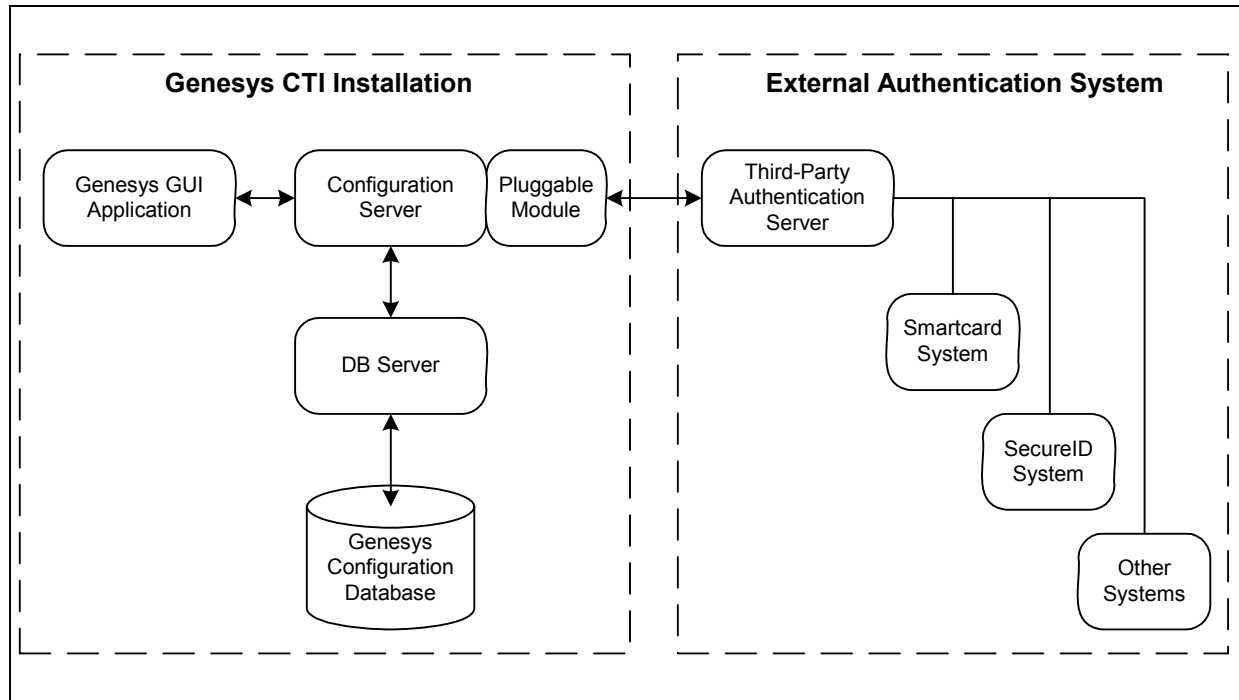 Genesys CTI Installation
External Authentication System
Genesys GUI
Application
Configuration
Server
Pluggable
Module
Third-Party
Authentication
Server
DB Server
Genesys
Configuration
Database
Smartcard
System
SecureID
System
Other
Systems